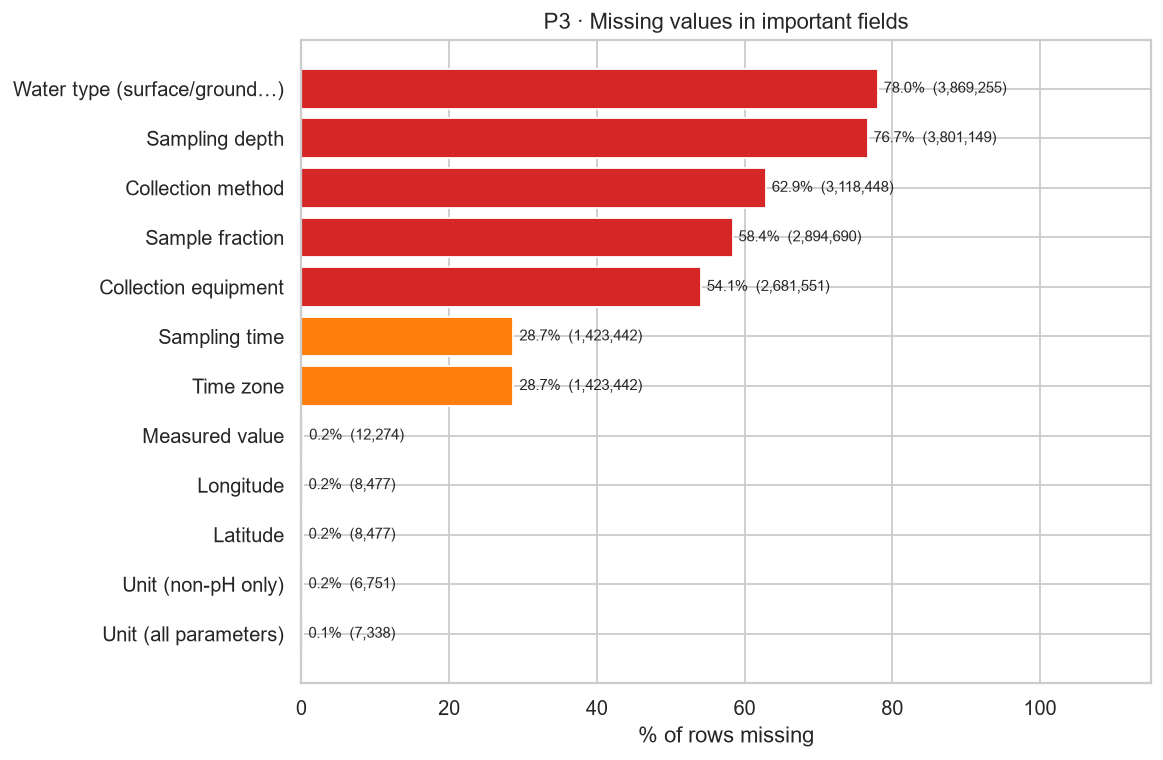 P3 · Missing values in important fields
Water type (surface/ground…) 78.0% (3,869,255)
Sampling depth 76.7% (3,801,149)
Collection method 62.9% (3,118,448)
Sample fraction 58.4% (2,894,690)
Collection equipment 54.1% (2,681,551)
Sampling time 28.7% (1,423,442)
Time zone 28.7% (1,423,442)
Measured value 0.2% (12,274)
Longitude 0.2% (8,477)
Latitude 0.2% (8,477)
Unit (non-pH only) 0.2% (6,751)
Unit (all parameters) 0.1% (7,338)
0 20 40 60 80 100
% of rows missing